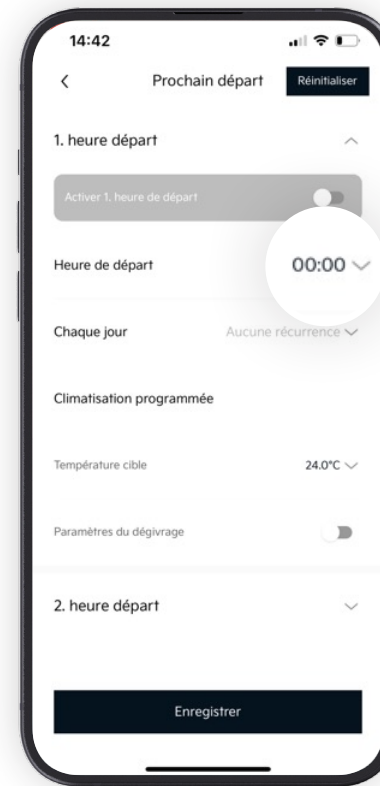 14:42
Prochain départ
Réinitialiser
1. heure départ
Activer 1. heure de départ
Heure de départ
00:00
Chaque jour
Aucune récurrence
Climatisation programmée
Température cible
24.0°C
Paramètres du dégivrage
2. heure départ
Enregistrer